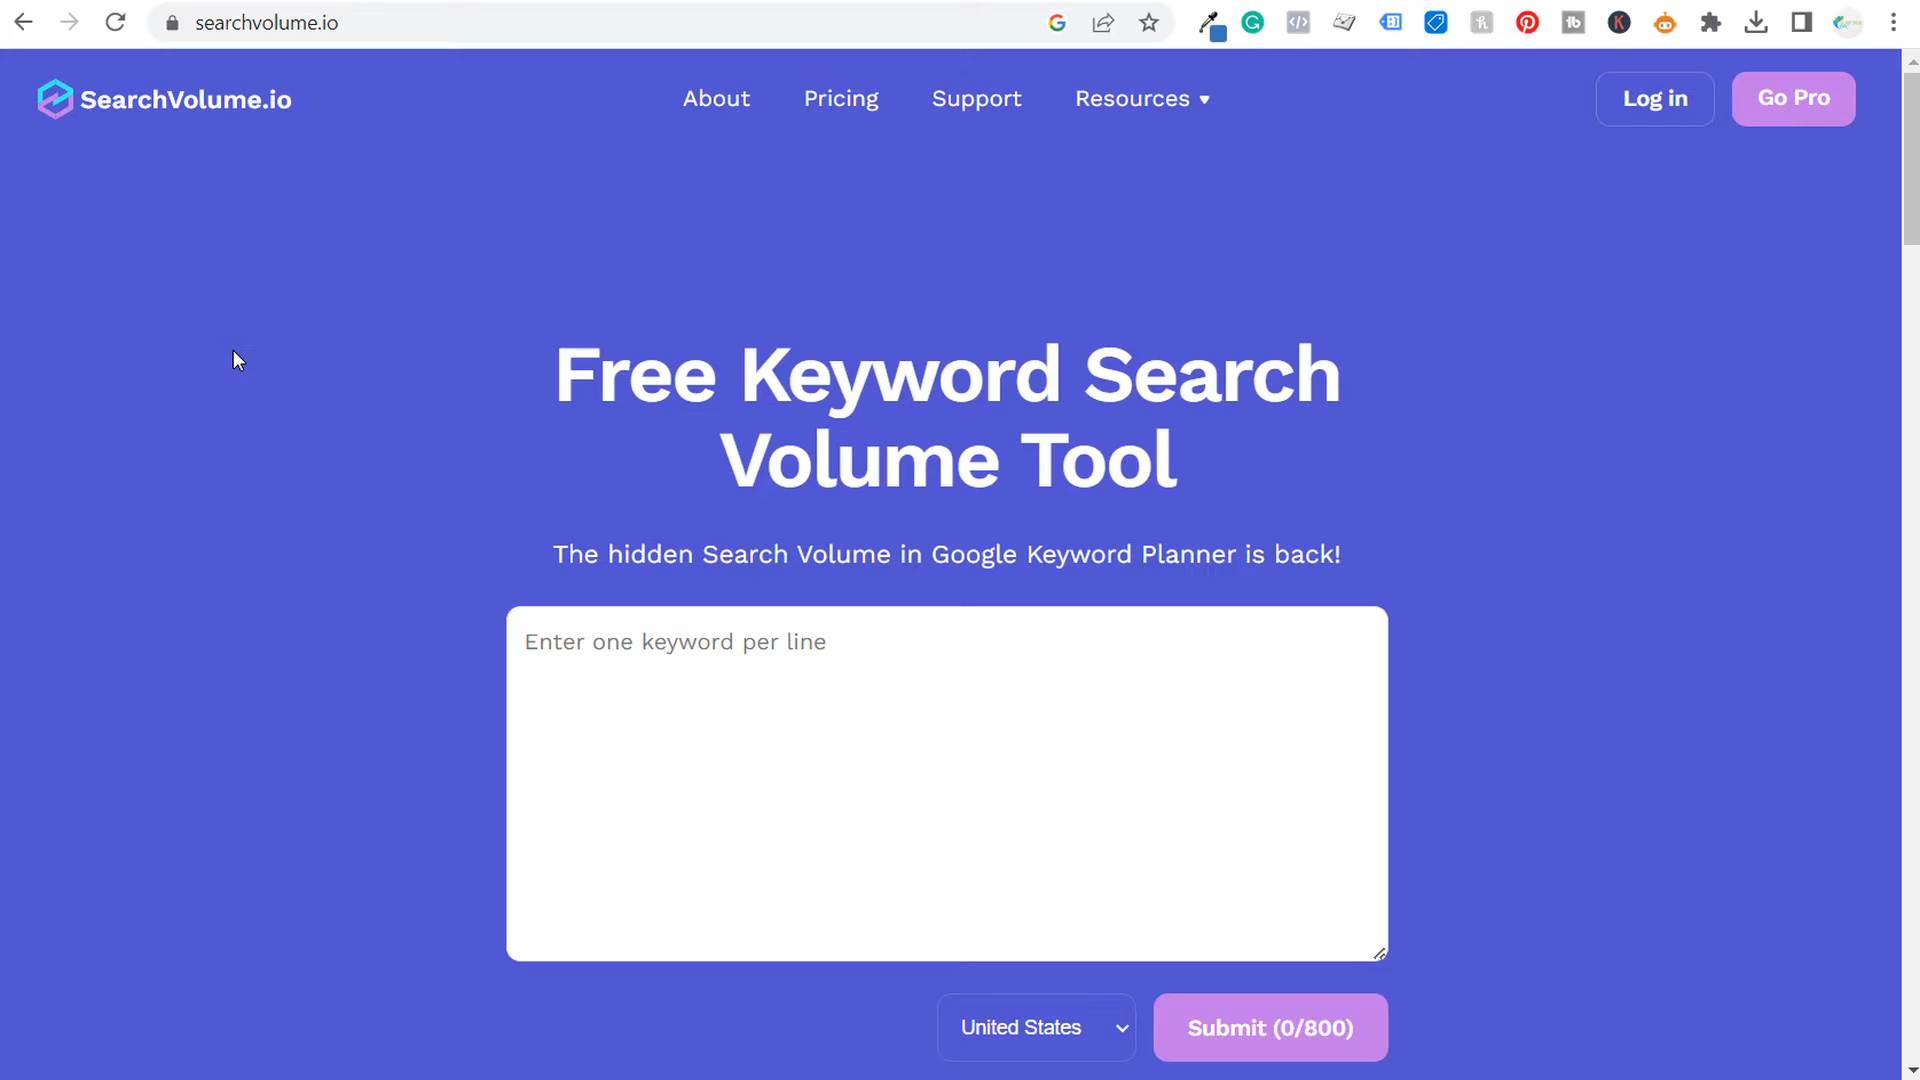 searchvolume.io
SearchVolume.io
About
Pricing
Support
Resources ▾
Log in
Go Pro
Free Keyword Search
Volume Tool
The hidden Search Volume in Google Keyword Planner is back!
Enter one keyword per line
United States
Submit (0/800)